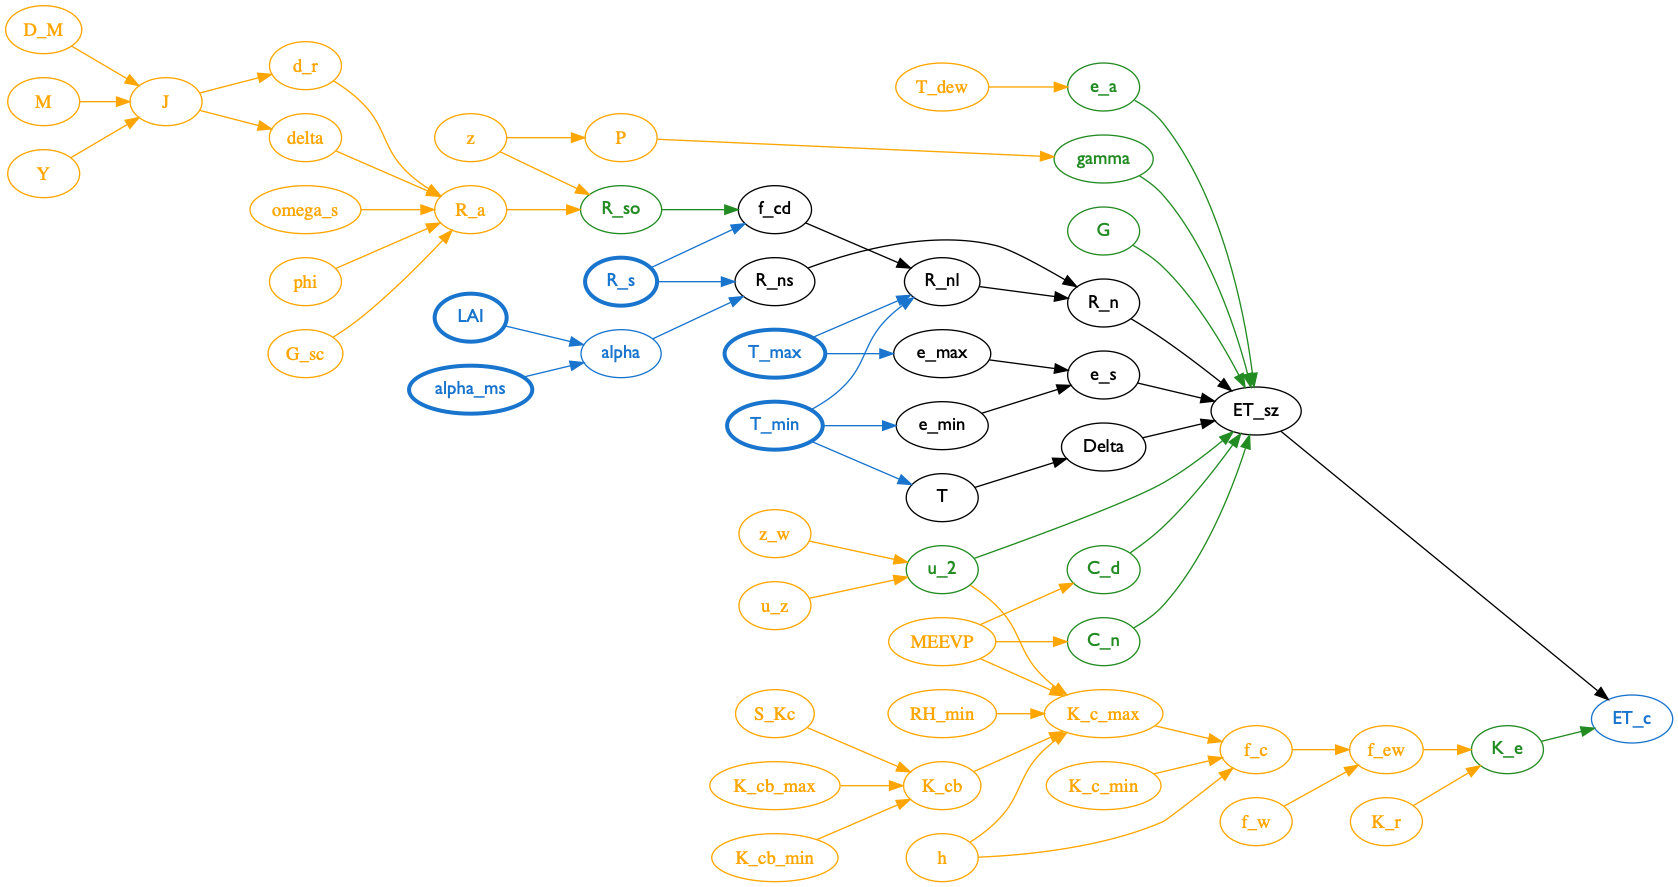 D_M
d_r
T_dew
e_a
M
J
delta
z
P
gamma
Y
omega_s
R_a
R_so
f_cd
G
phi
R_s
R_ns
R_nl
R_n
LAI
G_sc
alpha
T_max
e_max
e_s
alpha_ms
T_min
e_min
ET_sz
Delta
T
z_w
u_2
C_d
u_z
MEEVP
C_n
S_Kc
RH_min
K_c_max
ET_c
f_c
f_ew
K_e
K_cb_max
K_cb
K_c_min
f_w
K_r
K_cb_min
h